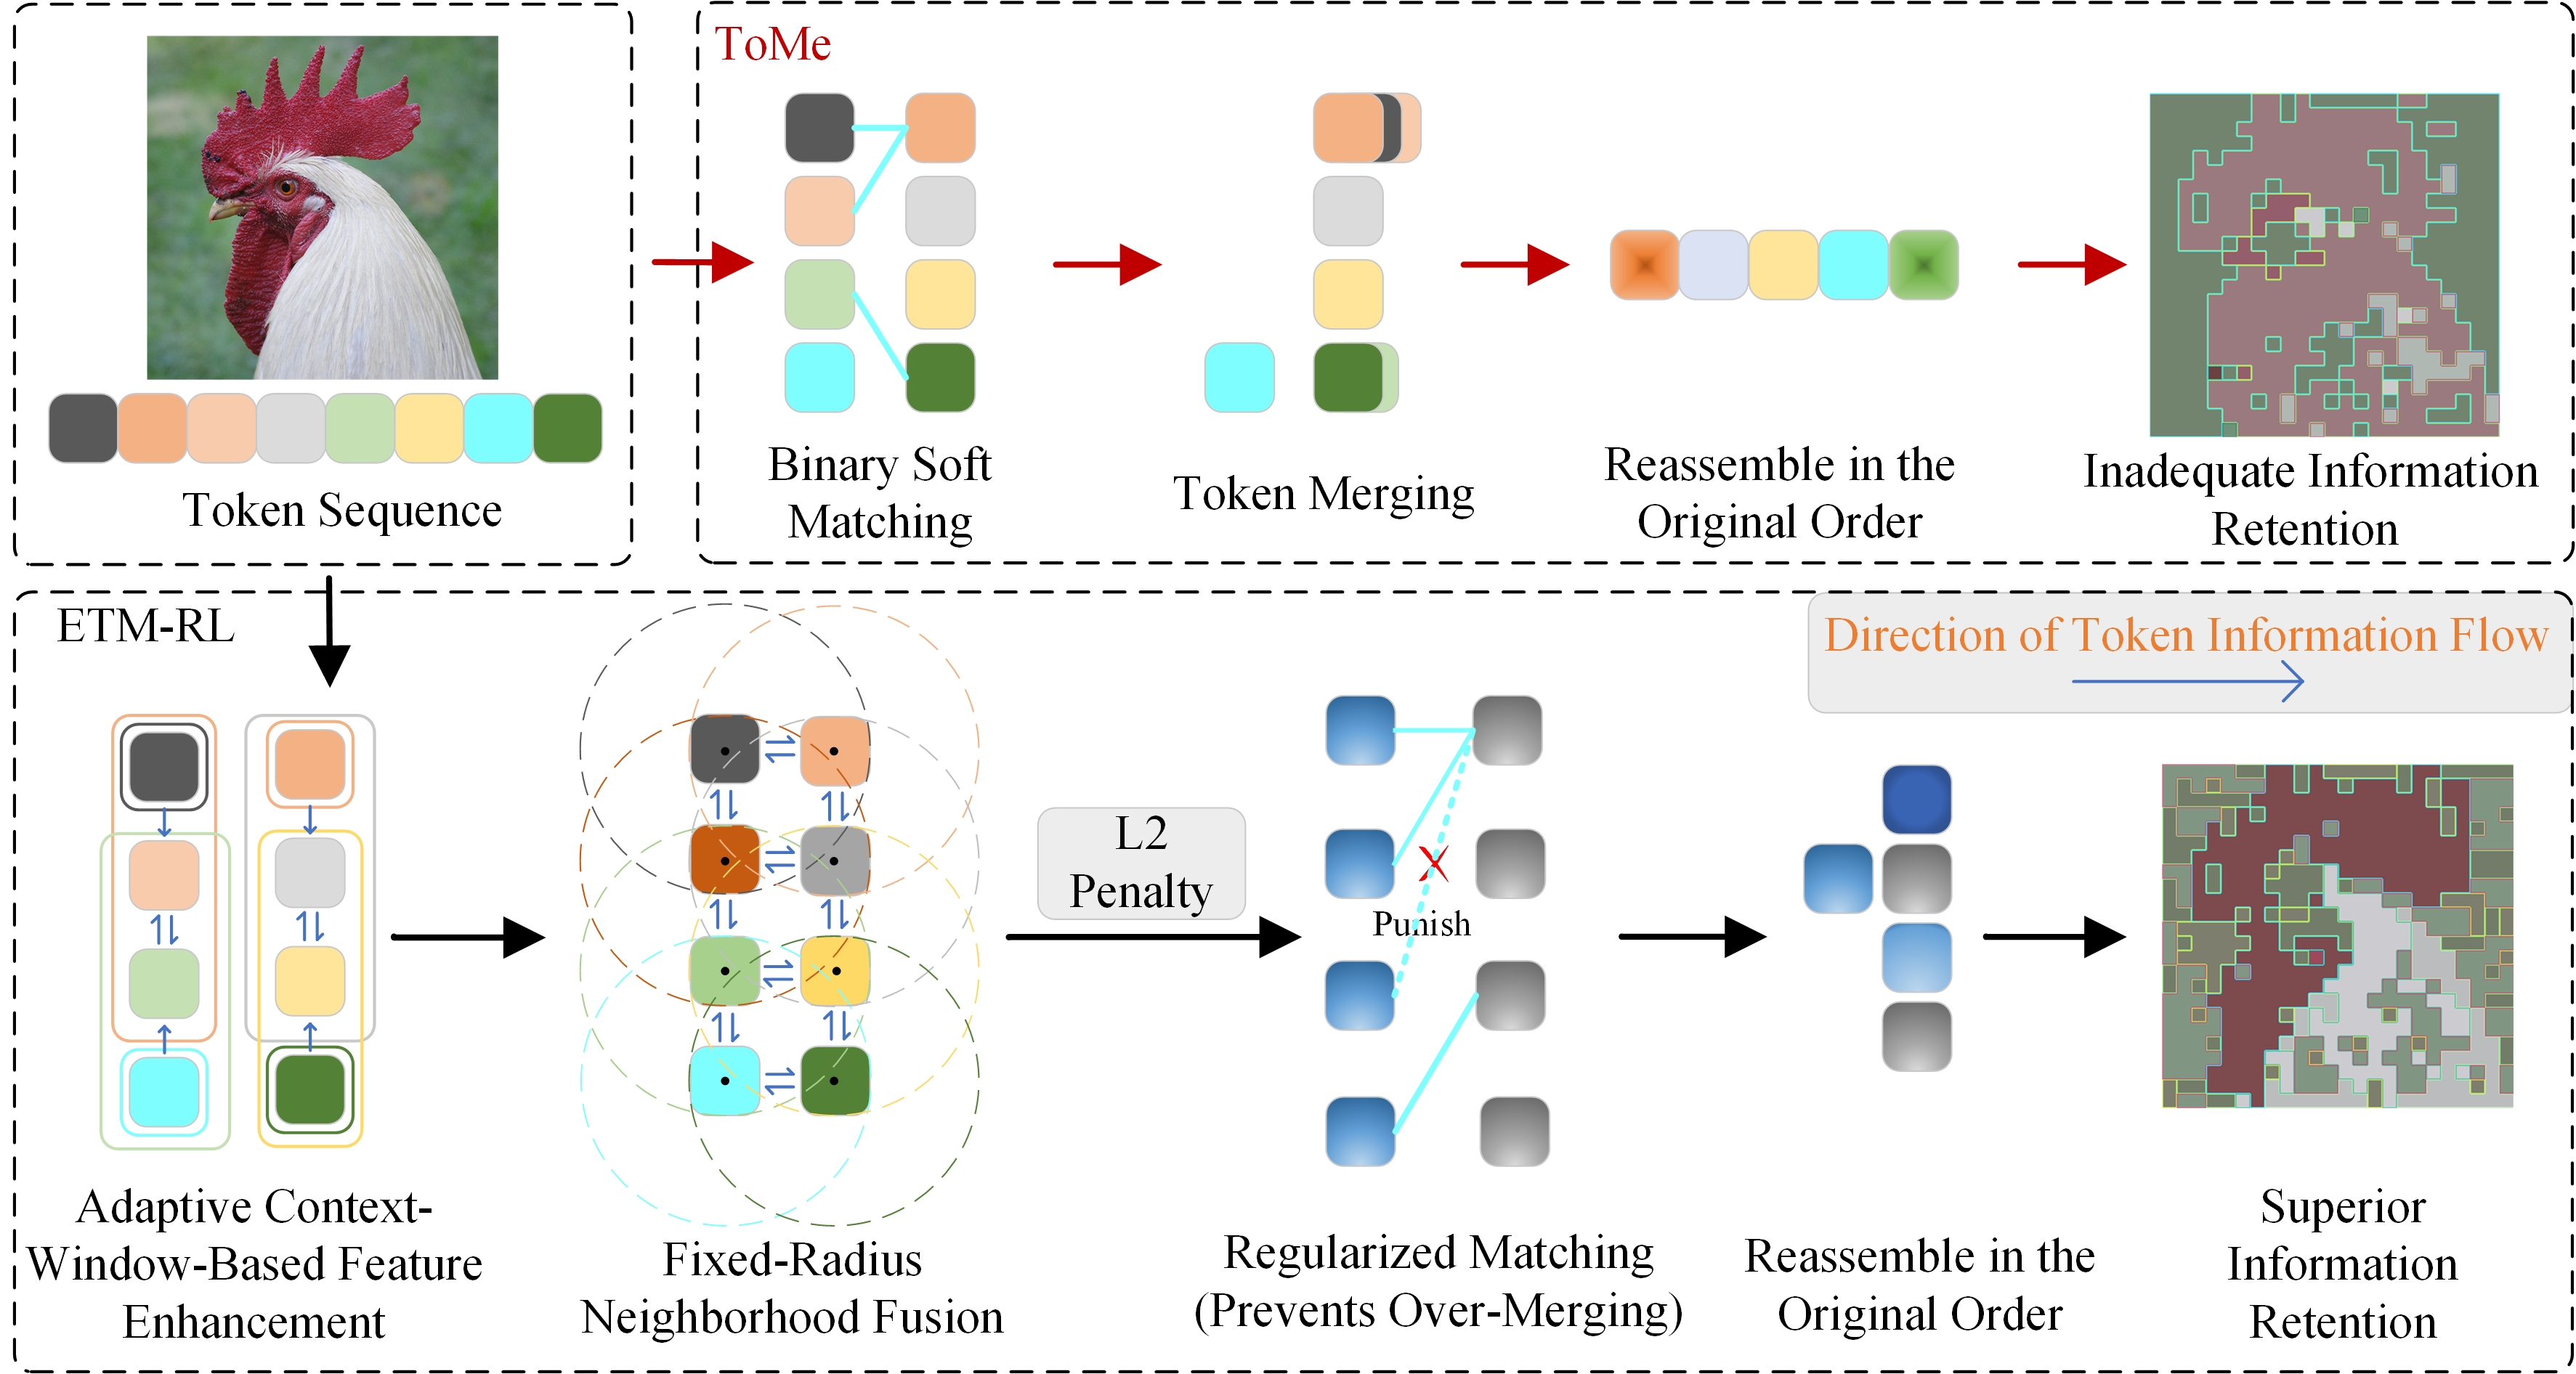 ToMe
Token Sequence
Binary Soft
Matching
Token Merging
Reassemble in the
Original Order
Inadequate Information
Retention
ETM-RL
Direction of Token Information Flow
L2
Penalty
Punish
Adaptive Context-
Window-Based Feature
Enhancement
Fixed-Radius
Neighborhood Fusion
Regularized Matching
(Prevents Over-Merging)
Reassemble in the
Original Order
Superior
Information
Retention